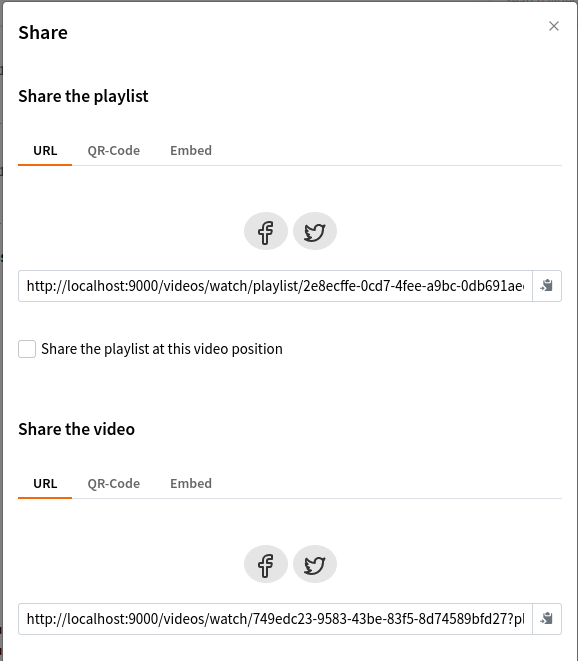 Share
Share the playlist
URL QR-Code Embed
http://localhost:9000/videos/watch/playlist/2e8ecffe-0cd7-4fee-a9bc-0db691ae
Share the playlist at this video position
Share the video
URL QR-Code Embed
http://localhost:9000/videos/watch/749edc23-9583-43be-83f5-8d74589bfd27?pl